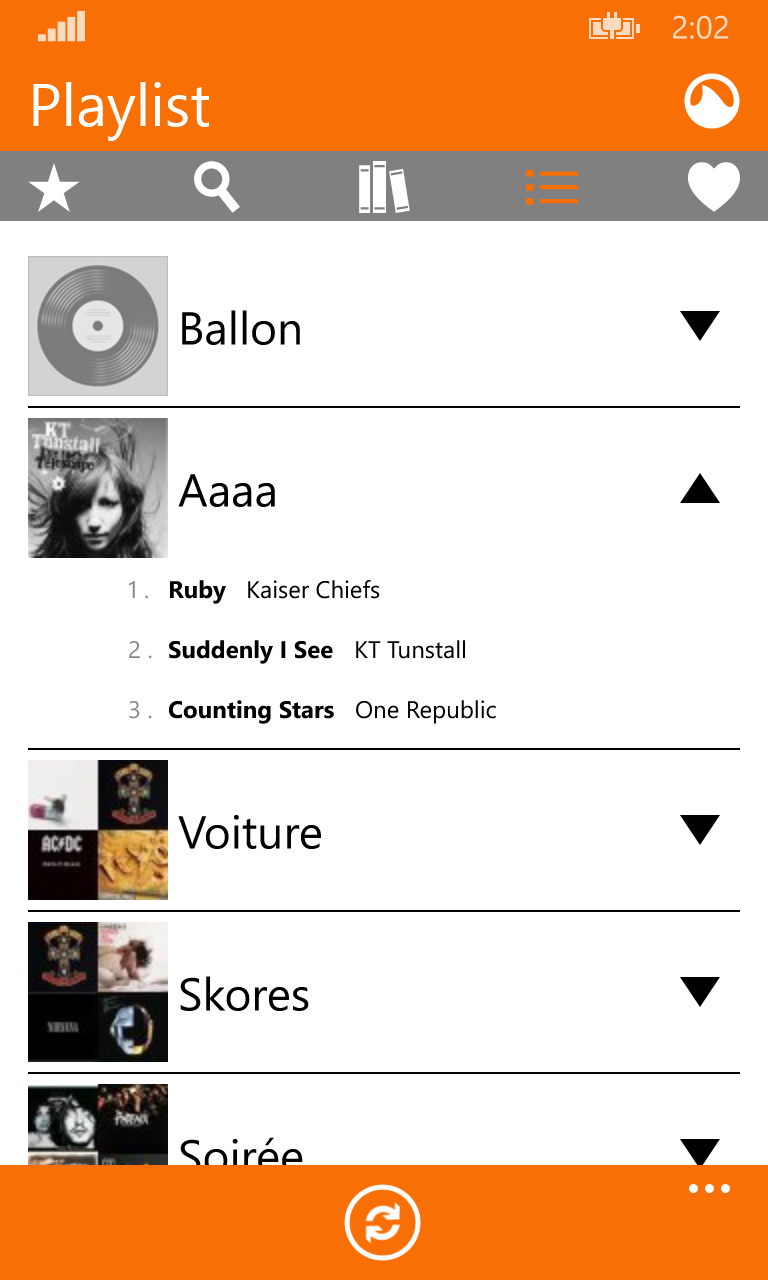 2:02
Playlist
Ballon
KT
Tunstall
Eye to the
Telescope
Aaaa
1. Ruby Kaiser Chiefs
2. Suddenly I See KT Tunstall
3. Counting Stars One Republic
AC/DC
Voiture
NIRVANA
Skores
Soirée